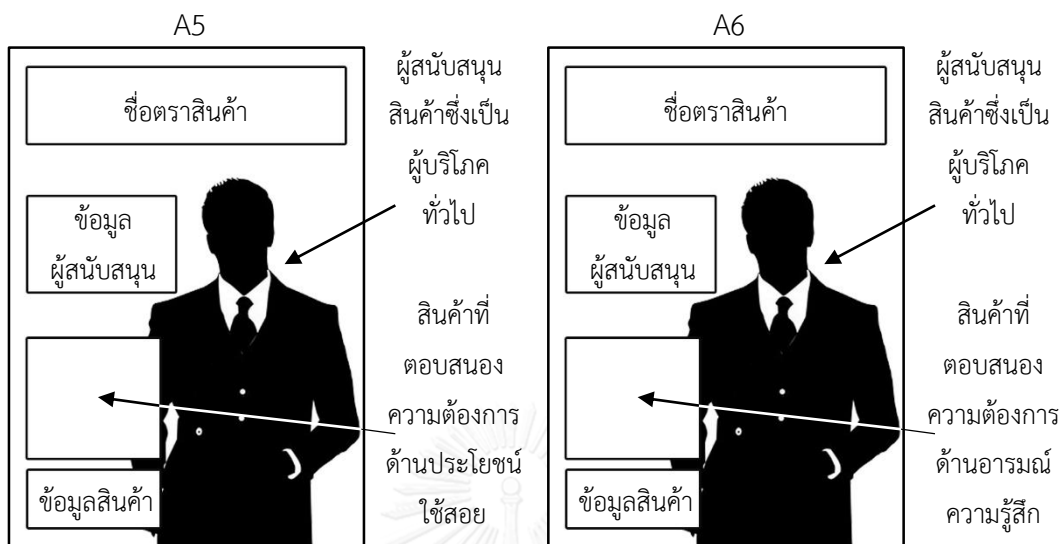 A5
ชื่อตราสินค้า
ข้อมูล
ผู้สนับสนุน
ข้อมูลสินค้า
ผู้สนับสนุน
สินค้าซึ่งเป็น
ผู้บริโภค
ทั่วไป
สินค้าที่
ตอบสนอง
ความต้องการ
ด้านประโยชน์
ใช้สอย
A6
ชื่อตราสินค้า
ข้อมูล
ผู้สนับสนุน
ข้อมูลสินค้า
ผู้สนับสนุน
สินค้าซึ่งเป็น
ผู้บริโภค
ทั่วไป
สินค้าที่
ตอบสนอง
ความต้องการ
ด้านอารมณ์
ความรู้สึก